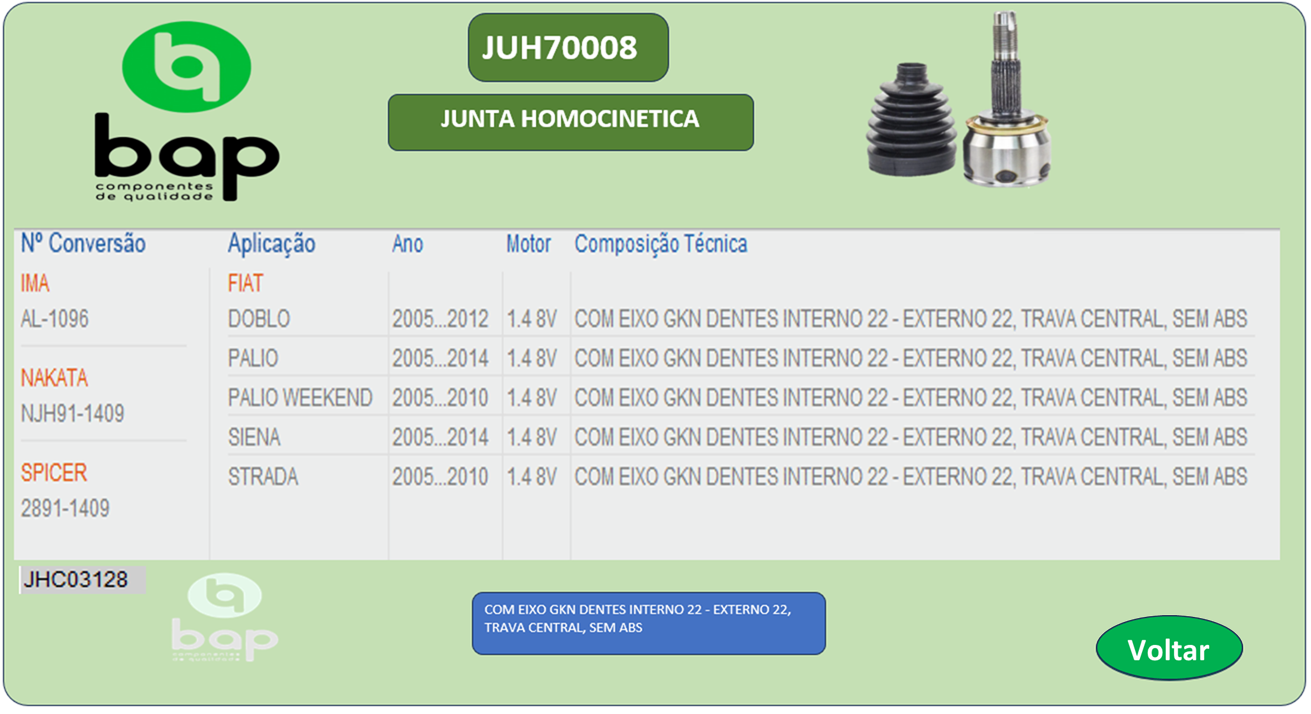 bap
componentes
de qualidade
JUH70008
JUNTA HOMOCINETICA
Nº Conversão Aplicação Ano Motor Composição Técnica
IMA FIAT
AL-1096 DOBLO 2005...2012 1.4 8V COM EIXO GKN DENTES INTERNO 22 - EXTERNO 22, TRAVA CENTRAL, SEM ABS
PALIO 2005...2014 1.4 8V COM EIXO GKN DENTES INTERNO 22 - EXTERNO 22, TRAVA CENTRAL, SEM ABS
NAKATA PALIO WEEKEND 2005...2010 1.4 8V COM EIXO GKN DENTES INTERNO 22 - EXTERNO 22, TRAVA CENTRAL, SEM ABS
NJH91-1409
SIENA 2005...2014 1.4 8V COM EIXO GKN DENTES INTERNO 22 - EXTERNO 22, TRAVA CENTRAL, SEM ABS
SPICER STRADA 2005...2010 1.4 8V COM EIXO GKN DENTES INTERNO 22 - EXTERNO 22, TRAVA CENTRAL, SEM ABS
2891-1409
JHC03128
bap
componentes
de qualidade
COM EIXO GKN DENTES INTERNO 22 - EXTERNO 22,
TRAVA CENTRAL, SEM ABS
Voltar